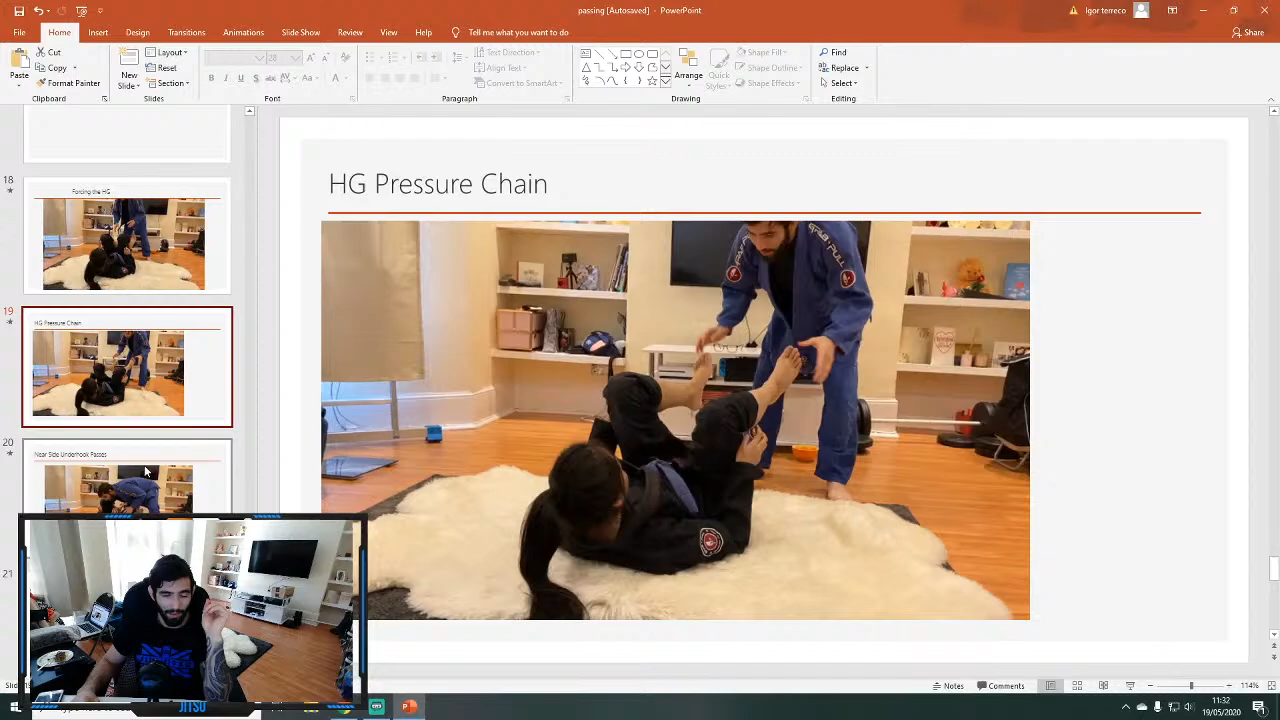 passing [Autosaved] - PowerPoint
Igor terreco
File
Home
Insert
Design
Transitions
Animations
Slide Show
Review
View
Help
Tell me what you want to do
Share
Paste
Cut
Copy
Format Painter
Clipboard
New
Slides
Layout
Reset
Section
Slides
28
Font
Text Direction
Align Text
Convert to SmartArt
Paragraph
Arrange
Quick
Styles
Shape Fill
Shape Outline
Shape Effects
Drawing
Find
Replace
Select
Editing
18
Forcing the HG
19
HG Pressure Chain
20
Near Side Underhook Passes
21
HG Pressure Chain
JITSU
Notes
Comments
114%
11:32
19/05/2020